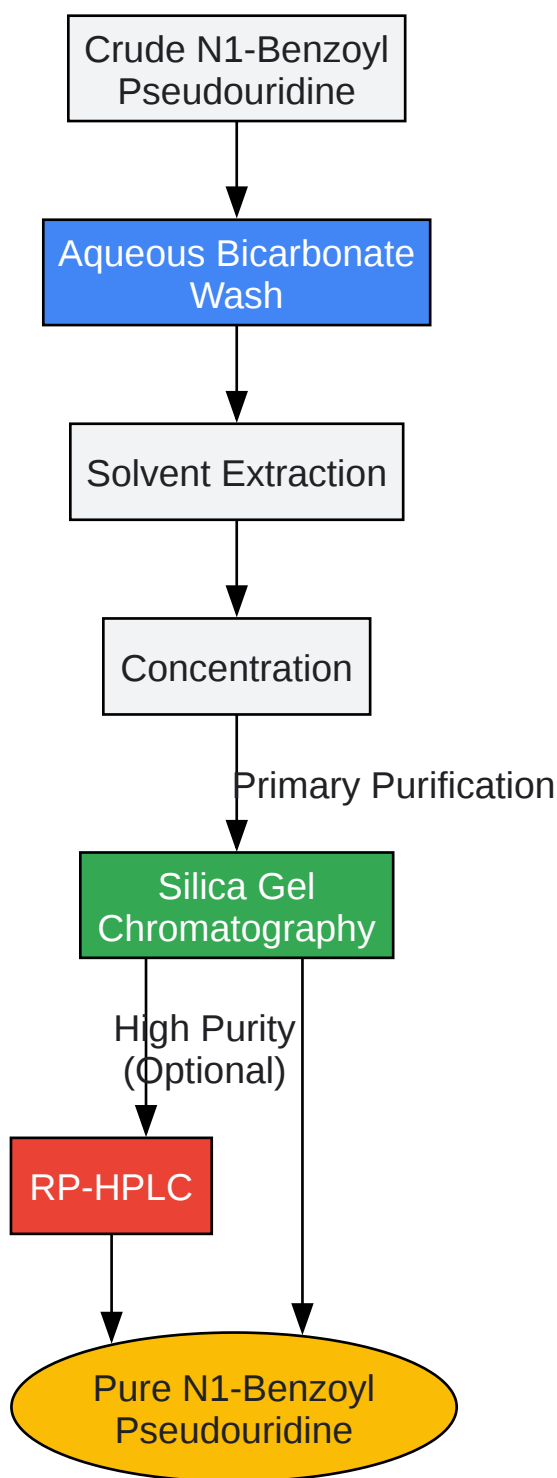 Crude N1-Benzoyl
Pseudouridine
Aqueous Bicarbonate
Wash
Solvent Extraction
Concentration
Primary Purification
Silica Gel
Chromatography
High Purity
(Optional)
RP-HPLC
Pure N1-Benzoyl
Pseudouridine